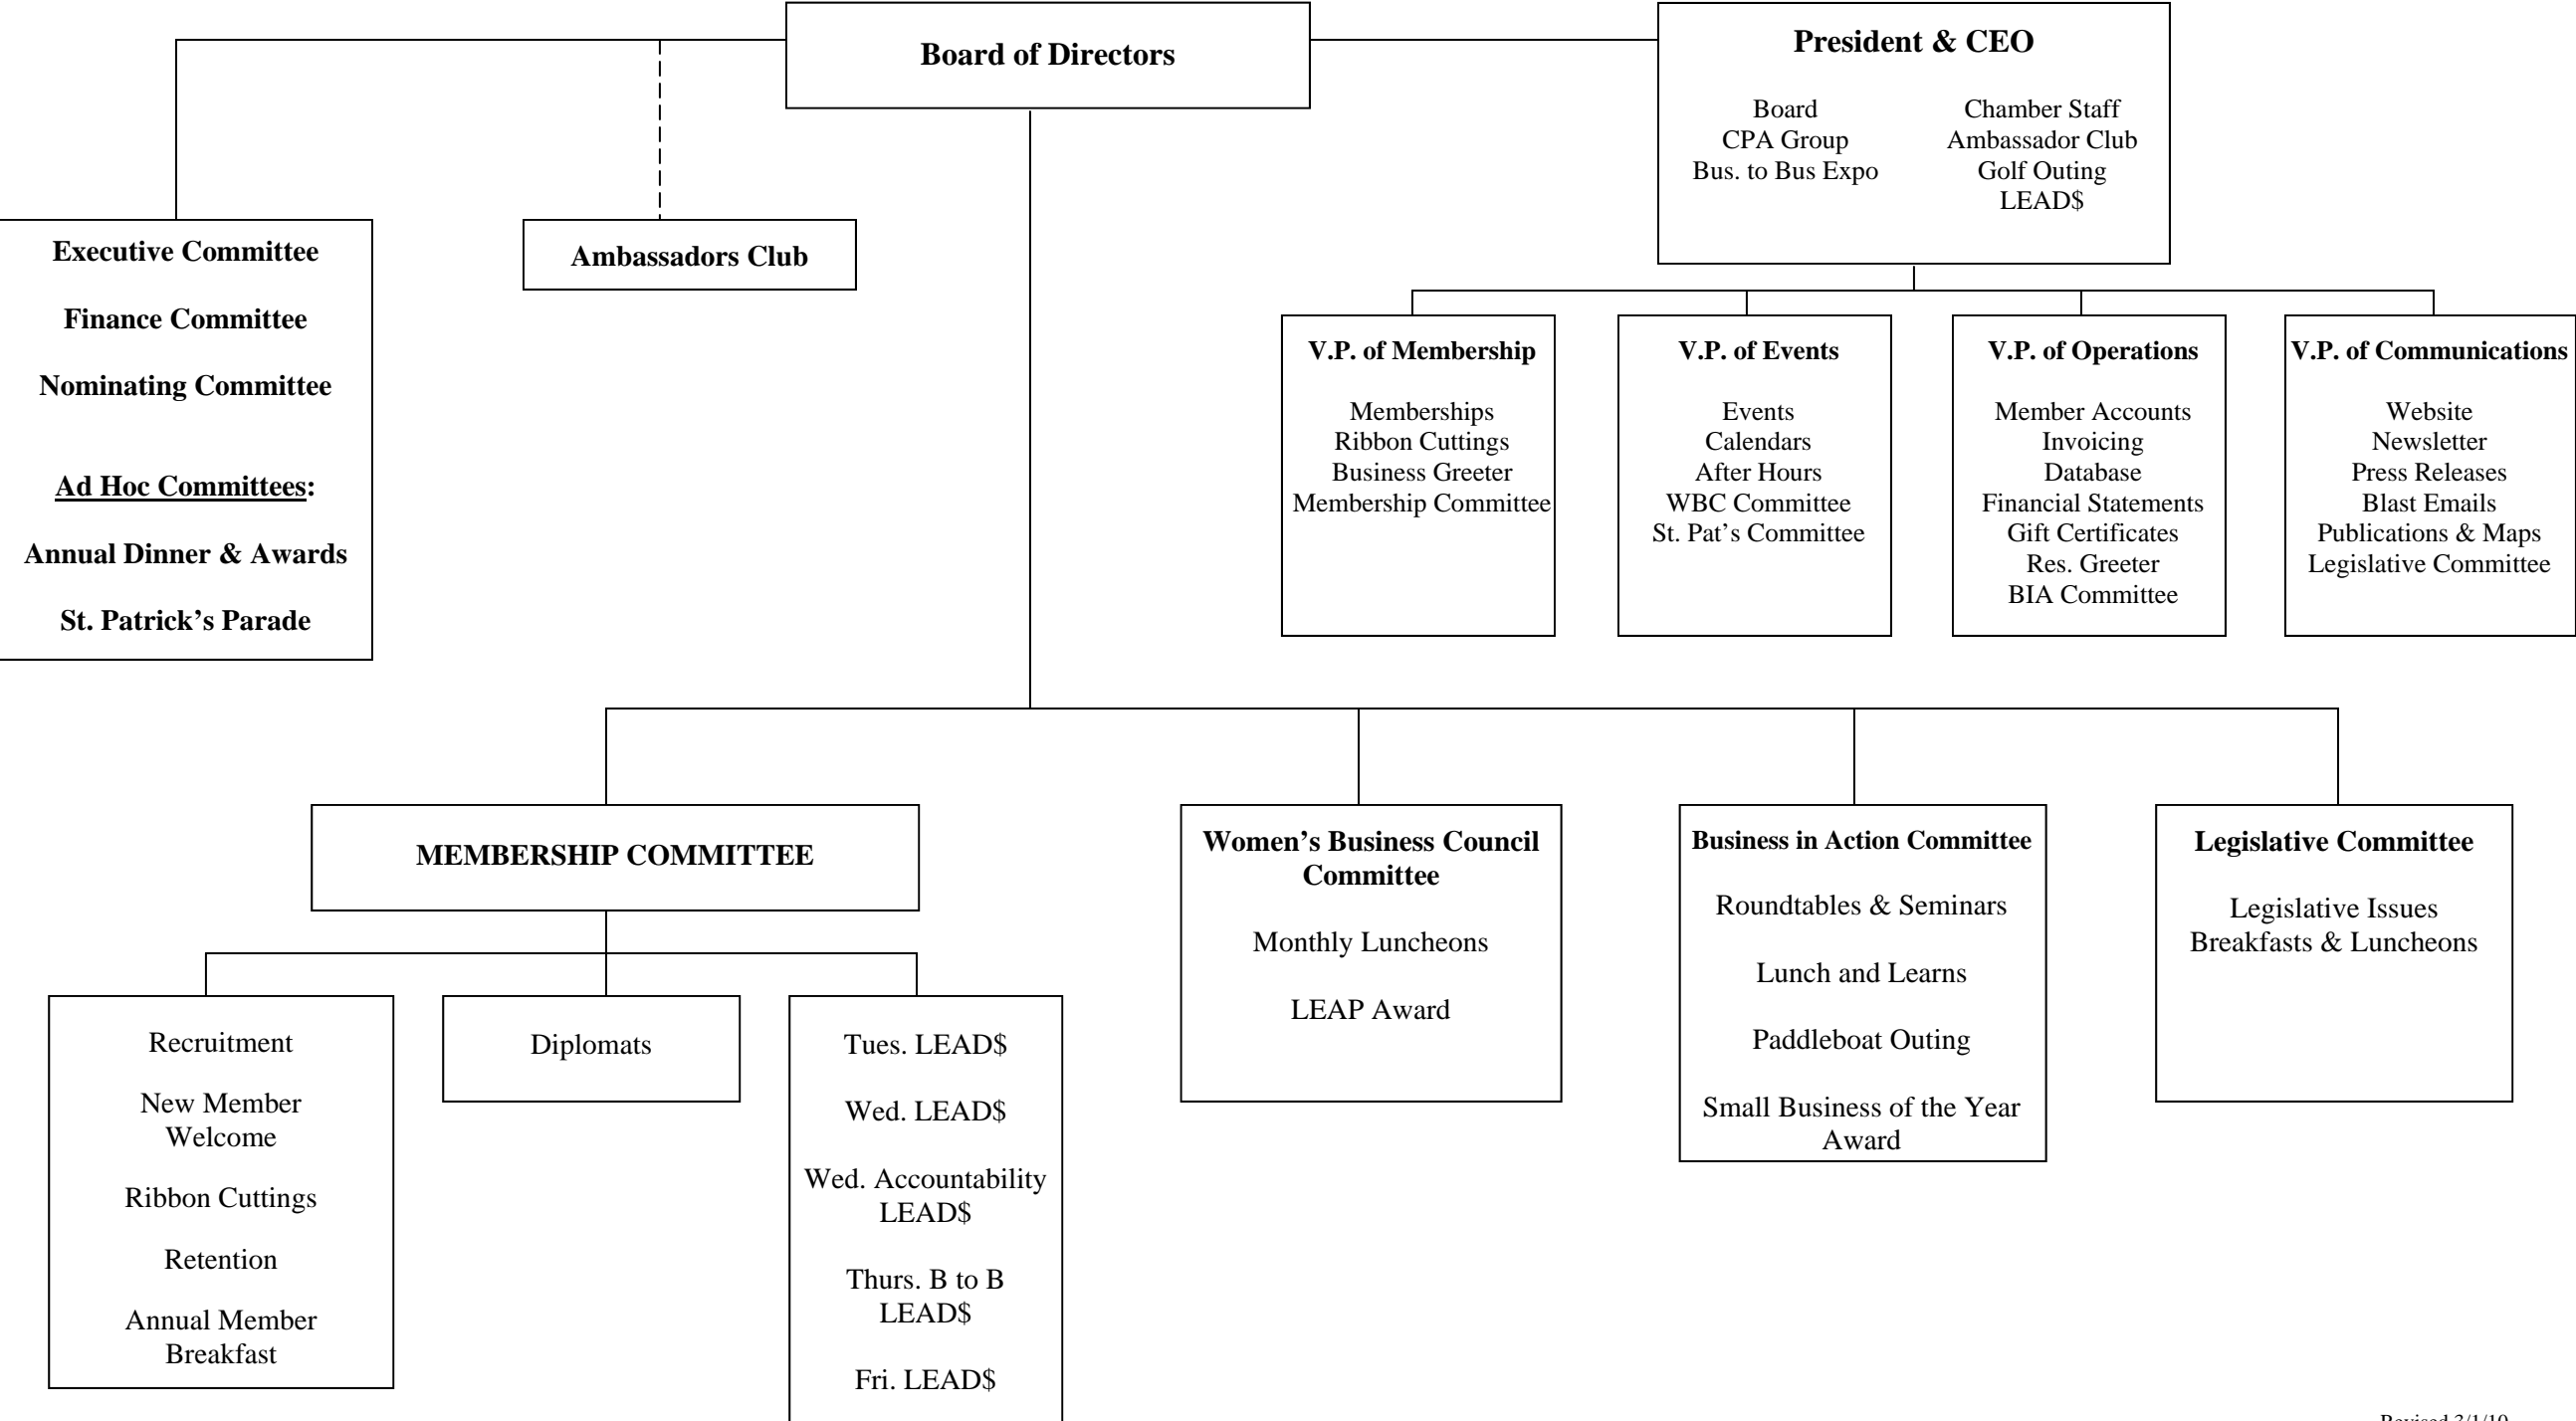 Board of Directors
President & CEO
Board
CPA Group
Bus. to Bus Expo
Chamber Staff
Ambassador Club
Golf Outing
LEAD$
Executive Committee
Finance Committee
Nominating Committee
Ad Hoc Committees:
Annual Dinner & Awards
St. Patrick’s Parade
Ambassadors Club
V.P. of Membership
Memberships
Ribbon Cuttings
Business Greeter
Membership Committee
V.P. of Events
Events
Calendars
After Hours
WBC Committee
St. Pat’s Committee
V.P. of Operations
Member Accounts
Invoicing
Database
Financial Statements
Gift Certificates
Res. Greeter
BIA Committee
V.P. of Communications
Website
Newsletter
Press Releases
Blast Emails
Publications & Maps
Legislative Committee
MEMBERSHIP COMMITTEE
Recruitment
New Member
Welcome
Ribbon Cuttings
Retention
Annual Member
Breakfast
Diplomats
Tues. LEAD$
Wed. LEAD$
Wed. Accountability
LEAD$
Thurs. B to B
LEAD$
Fri. LEAD$
Women’s Business Council
Committee
Monthly Luncheons
LEAP Award
Business in Action Committee
Roundtables & Seminars
Lunch and Learns
Paddleboat Outing
Small Business of the Year
Award
Legislative Committee
Legislative Issues
Breakfasts & Luncheons
Revised 3/1/10